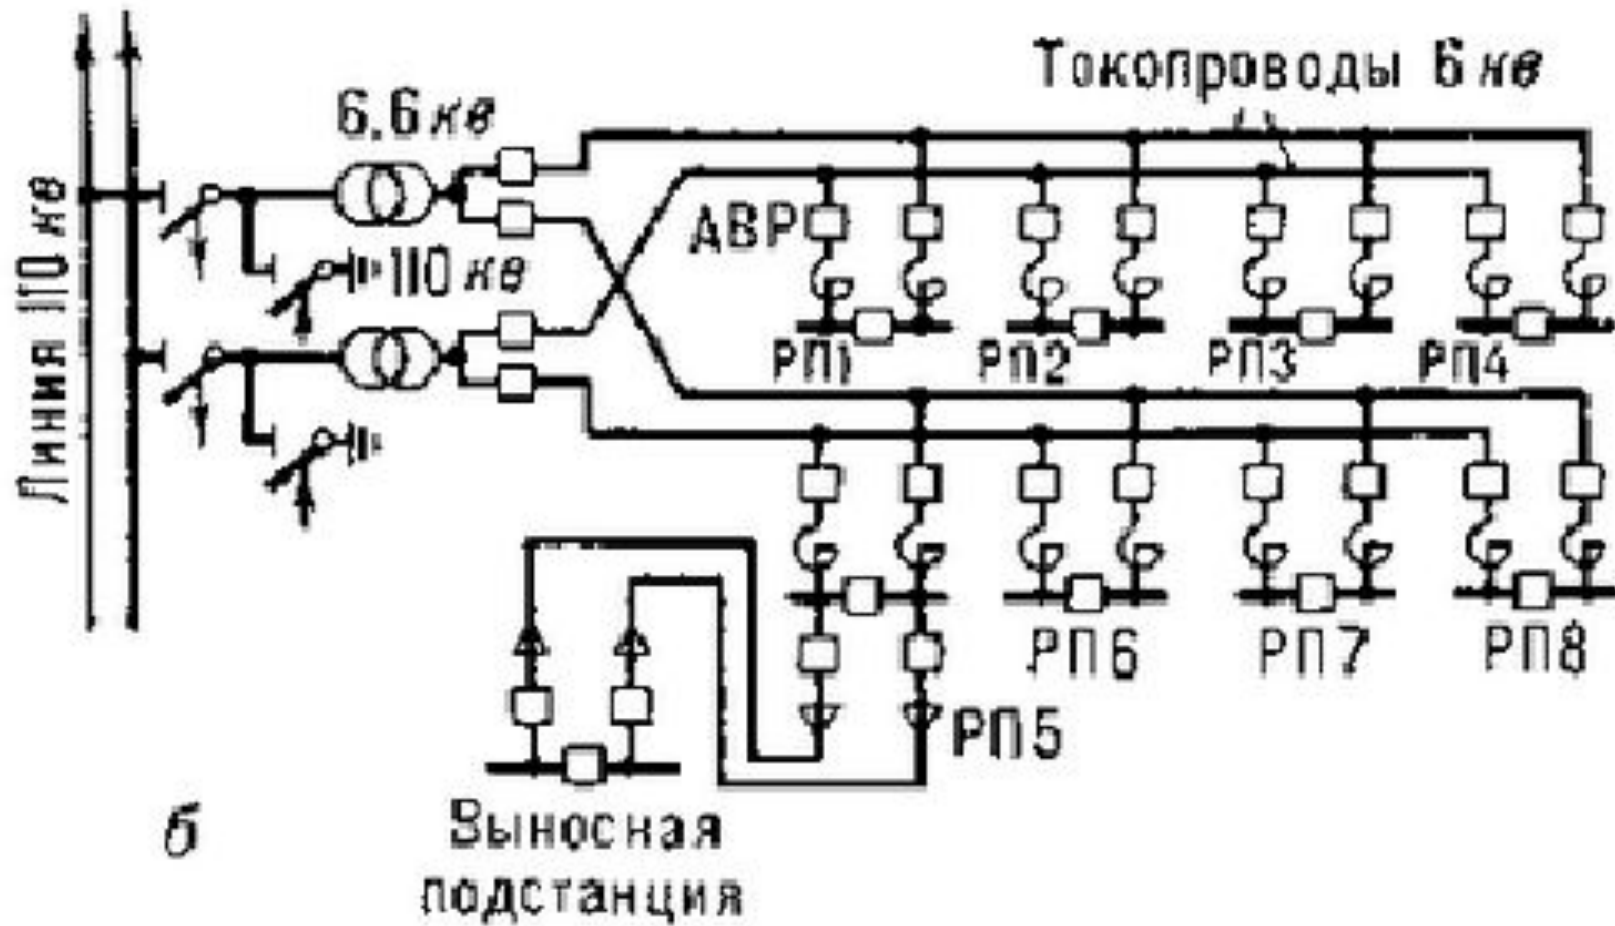 Токопроводы 6 кв
6.6 кв
Линия 110 кв
АВР
110 кв
РП1 РП2 РП3 РП4
РП6 РП7 РП8
РП5
б
Выносная
подстанция